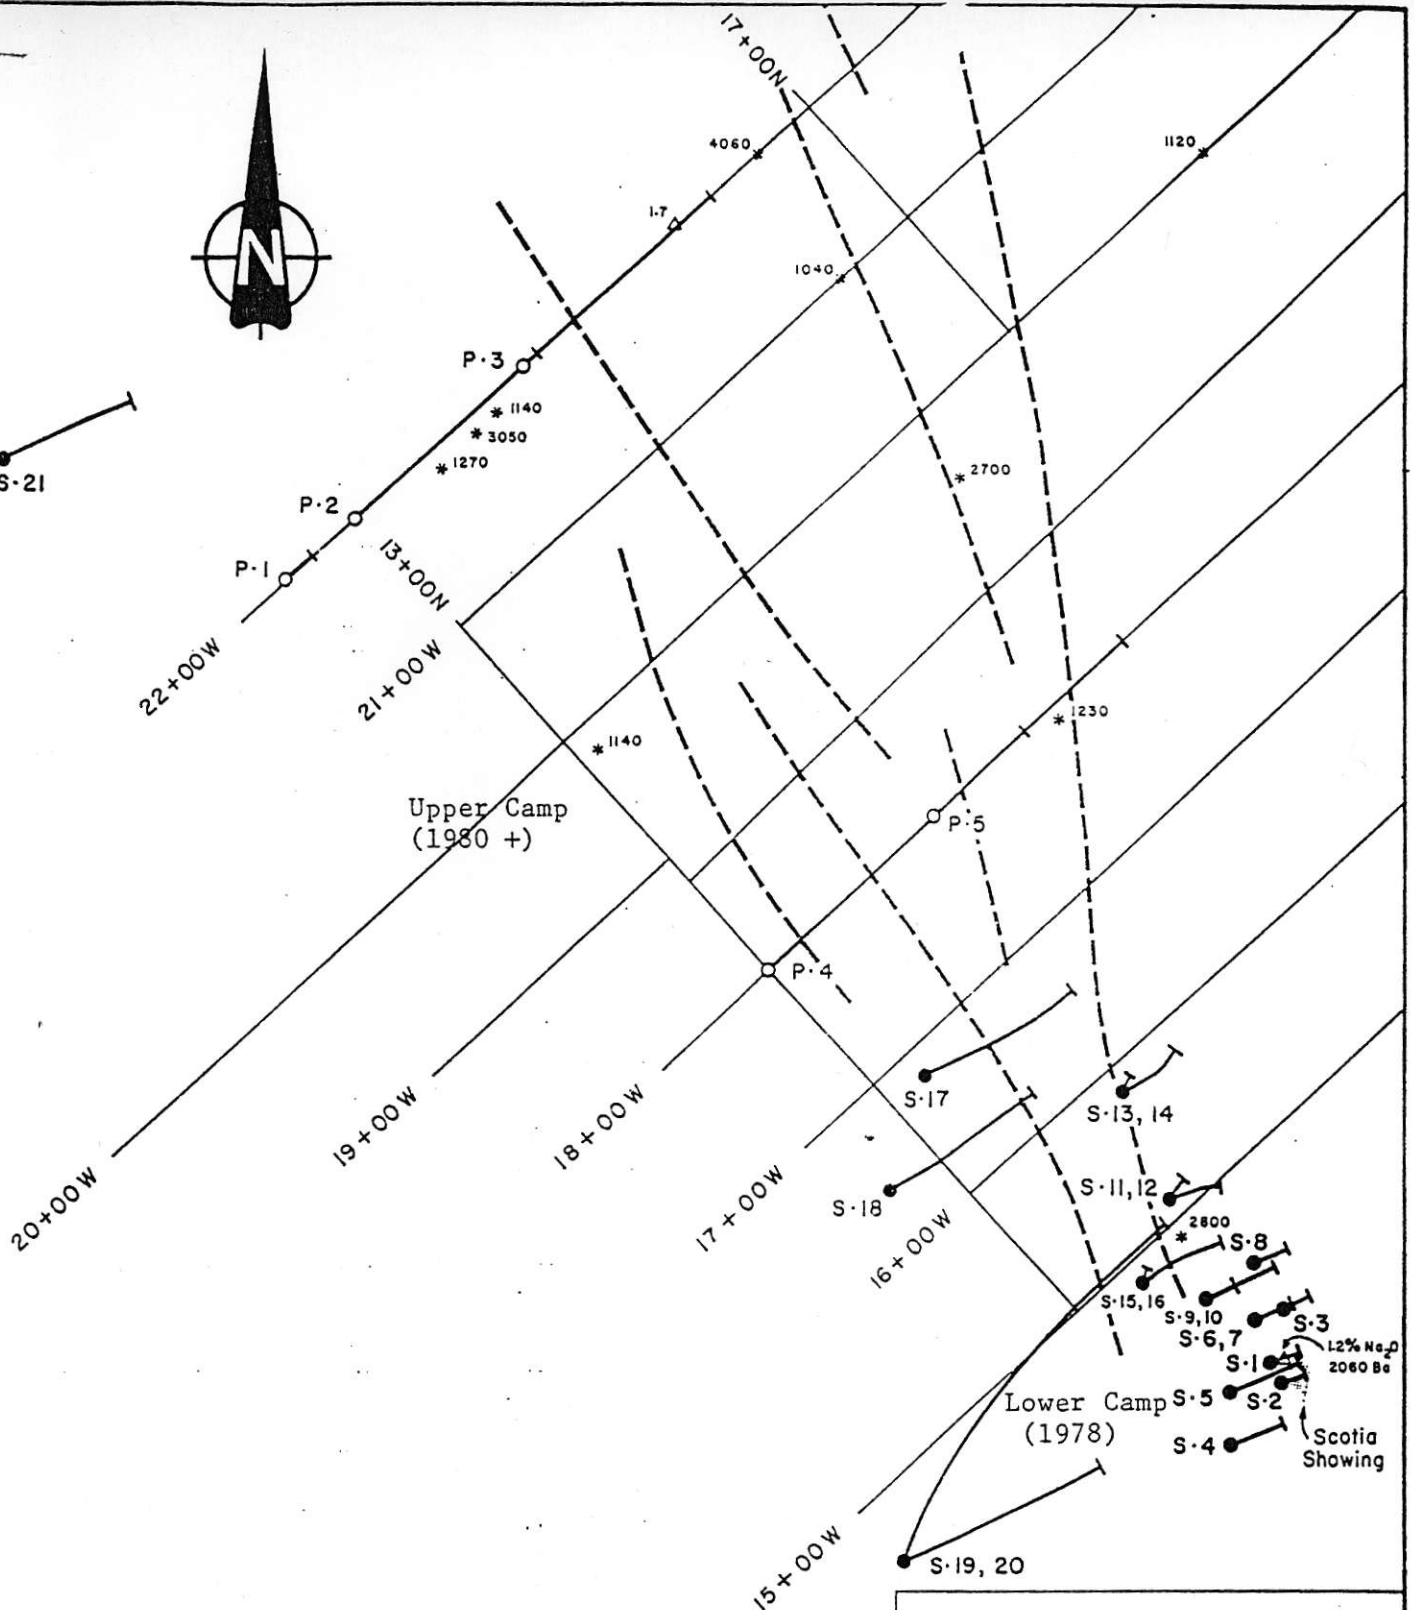 17+00N
4060
1120
1.7
N
1040
P.3
1140
3050
1270
2700
S.21
P.2
P.1
13+00N
22+00W
21+00W
1230
1140
Upper Camp
(1980 +)
P.5
P.4
S.17
S.13, 14
19+00W
18+00W
20+00W
S.11, 12
S.18
17+00W
16+00W
2800
S.8
S.15, 16
S.9, 10
S.3
S.6, 7
1.2% Na2O
2060 Ba
S.1
S.5
S.2
Lower Camp
(1978)
S.4
Scotia
Showing
15+00W
S.19, 20